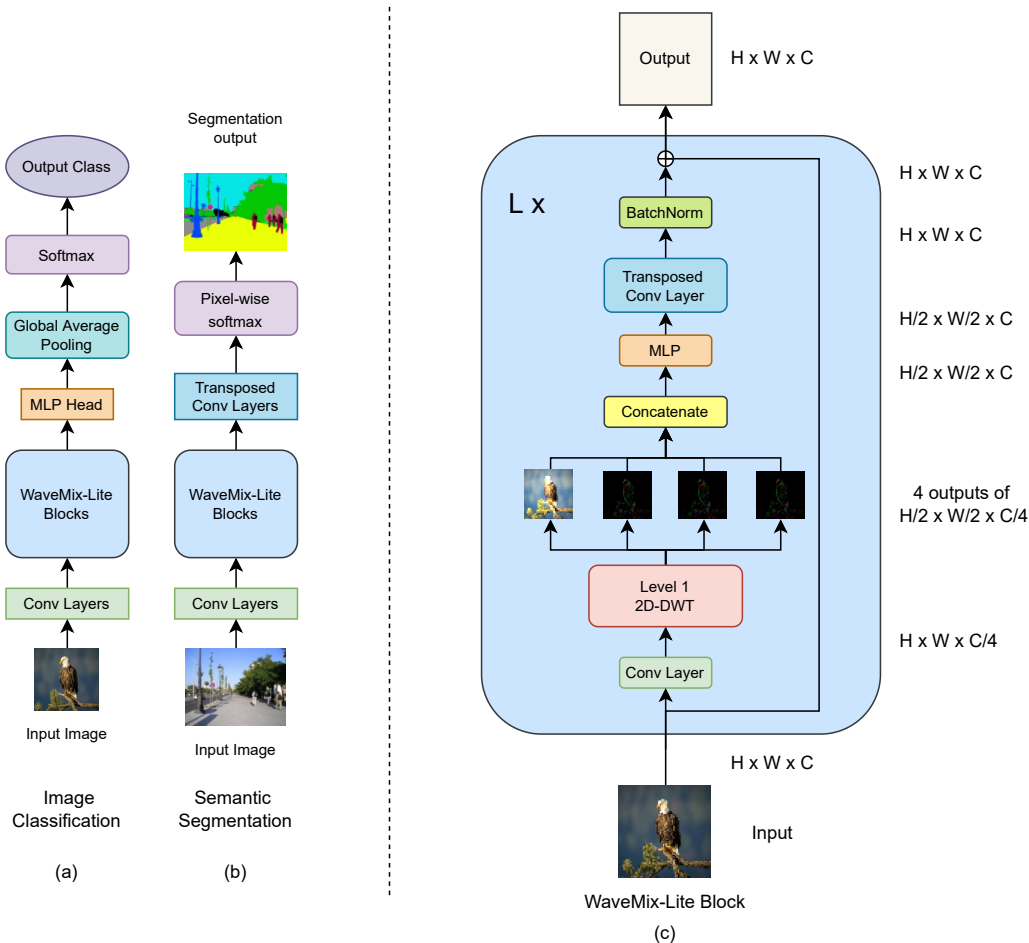 Output Class
Softmax
Global Average
Pooling
MLP Head
WaveMix-Lite
Blocks
Conv Layers
Input Image
Image
Classification
(a)
Segmentation
output
Pixel-wise
softmax
Transposed
Conv Layers
WaveMix-Lite
Blocks
Conv Layers
Input Image
Semantic
Segmentation
(b)
Output
H x W x C
L x
H x W x C
BatchNorm
H x W x C
Transposed
Conv Layer
H/2 x W/2 x C
MLP
H/2 x W/2 x C
Concatenate
4 outputs of
H/2 x W/2 x C/4
Level 1
2D-DWT
H x W x C/4
Conv Layer
H x W x C
Input
WaveMix-Lite Block
(c)